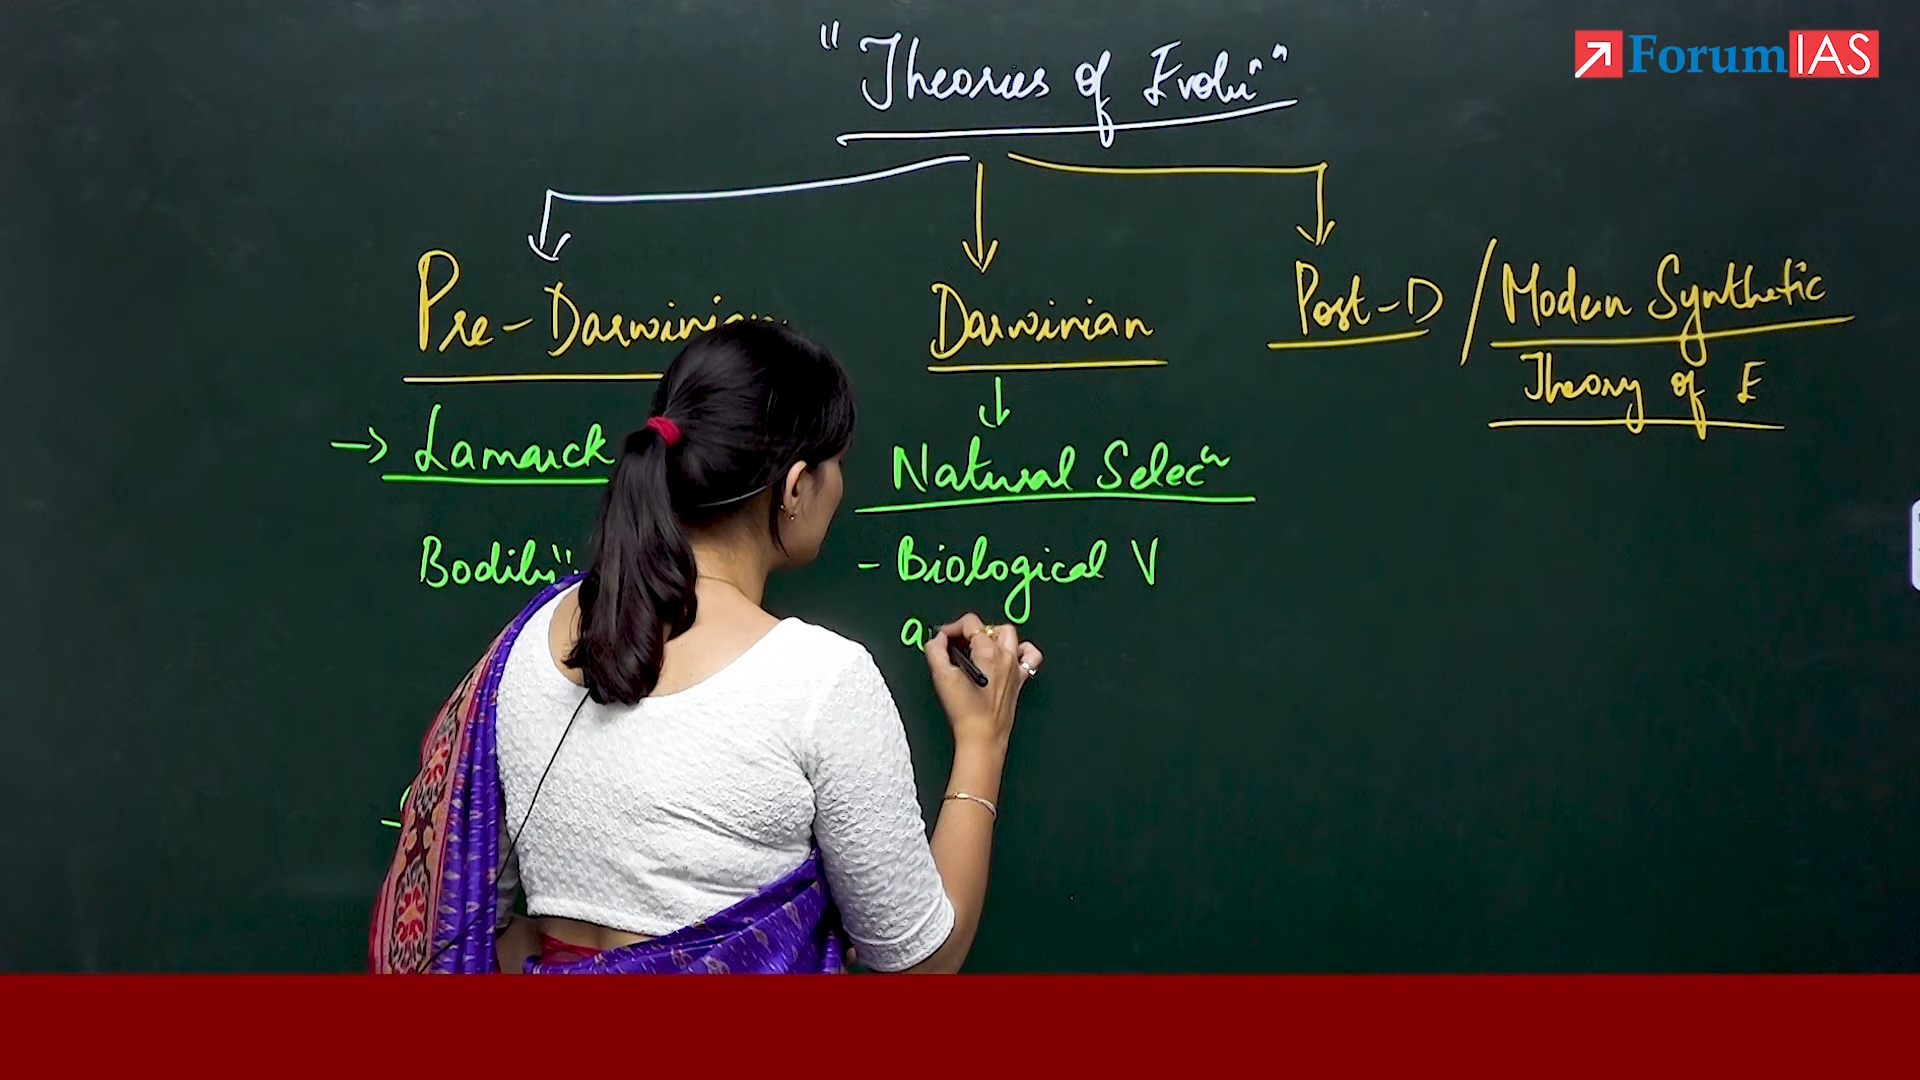 "Theories of Evoluⁿ"
ForumIAS
Pre-Darwinian
Darwinian
Post-D / Modern Synthetic
Theory of E
→ Lamarck
Natural Selecⁿ
- Biological V